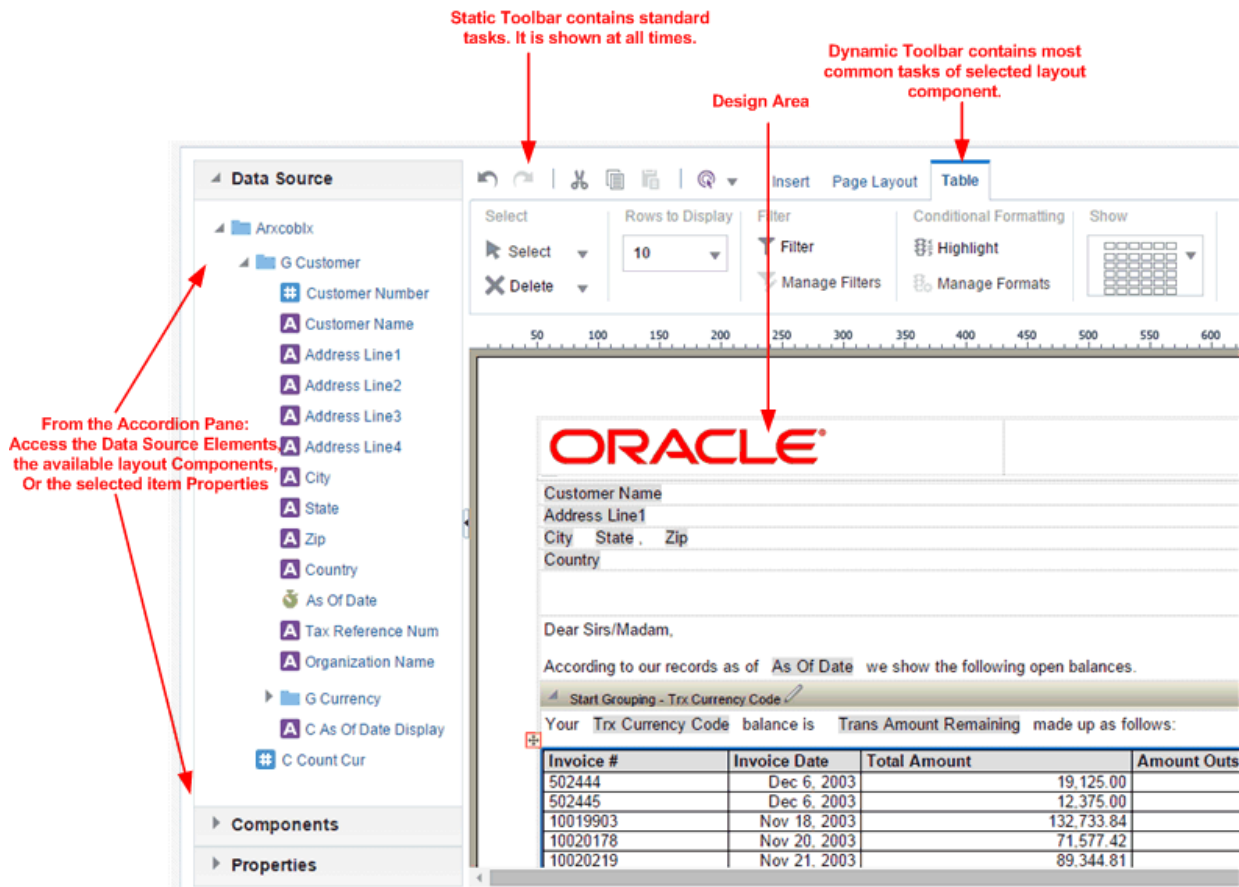 Static Toolbar contains standard
tasks. It is shown at all times.
Dynamic Toolbar contains most
common tasks of selected layout
component.
Design Area
Data Source
Insert Page Layout Table
Select Rows to Display Filter Conditional Formatting Show
Select 10 Filter Highlight
Delete Manage Filters Manage Formats
50 100 150 200 250 300 350 400 450 500 550 600
Arxcoblx
G Customer
# Customer Number
A Customer Name
A Address Line1
A Address Line2
A Address Line3
A Address Line4
A City
A State
A Zip
A Country
As Of Date
A Tax Reference Num
A Organization Name
G Currency
A C As Of Date Display
# C Count Cur
Components
Properties
From the Accordion Pane:
Access the Data Source Elements,
the available layout Components,
Or the selected item Properties
ORACLE
Customer Name
Address Line1
City State , Zip
Country
Dear Sirs/Madam,
According to our records as of As Of Date we show the following open balances.
Start Grouping - Trx Currency Code
Your Trx Currency Code balance is Trans Amount Remaining made up as follows:
Invoice # Invoice Date Total Amount Amount Outs
502444 Dec 6, 2003 19,125.00
502445 Dec 6, 2003 12,375.00
10019903 Nov 18, 2003 132,733.84
10020178 Nov 20, 2003 71,577.42
10020219 Nov 21, 2003 89,344.81